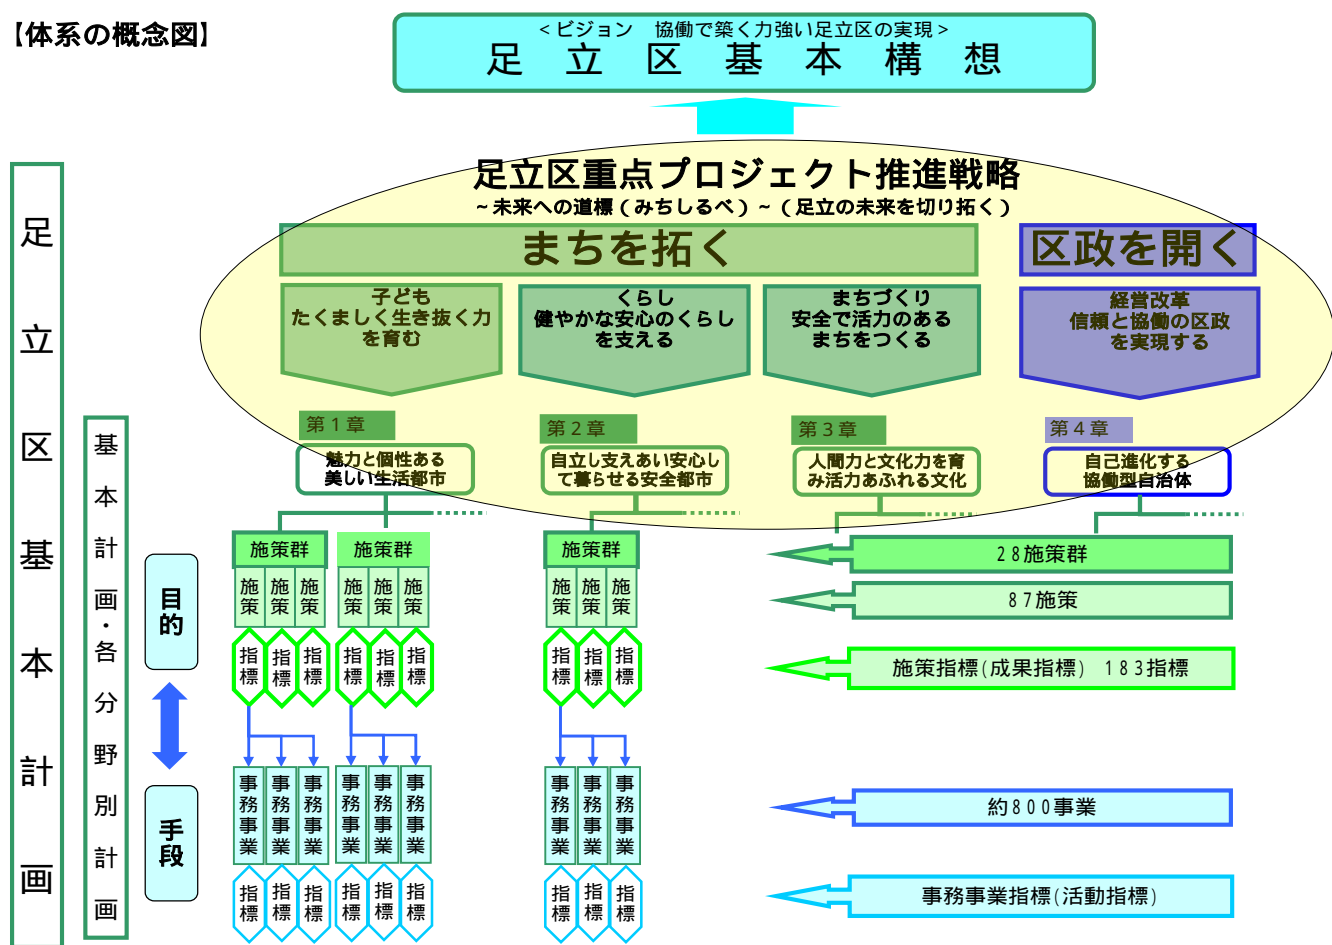 【体系の概念図】
<ビジョン 協働で築く力強い足立区の実現>
足立区基本構想
足立区重点プロジェクト推進戦略
~未来への道標(みちしるべ)~(足立の未来を切り拓く)
まちを拓く
区政を開く
子ども
たくましく生き抜く力
を育む
くらし
健やかな安心のくらし
を支える
まちづくり
安全で活力のある
まちをつくる
経営改革
信頼と協働の区政
を実現する
足立区基本計画
基本計画・各分野別計画
第1章
魅力と個性ある
美しい生活都市
第2章
自立し支えあい安心し
て暮らせる安全都市
第3章
人間力と文化力を育
み活力あふれる文化
第4章
自己進化する
協働型自治体
目的
手段
施策群
施策群
施策群
28施策群
施策
施策
施策
施策
施策
施策
施策
施策
施策
87施策
指標
指標
指標
指標
指標
指標
指標
指標
指標
施策指標(成果指標) 183指標
事務事業
事務事業
事務事業
事務事業
事務事業
事務事業
事務事業
事務事業
事務事業
約800事業
指標
指標
指標
指標
指標
指標
指標
指標
指標
事務事業指標(活動指標)